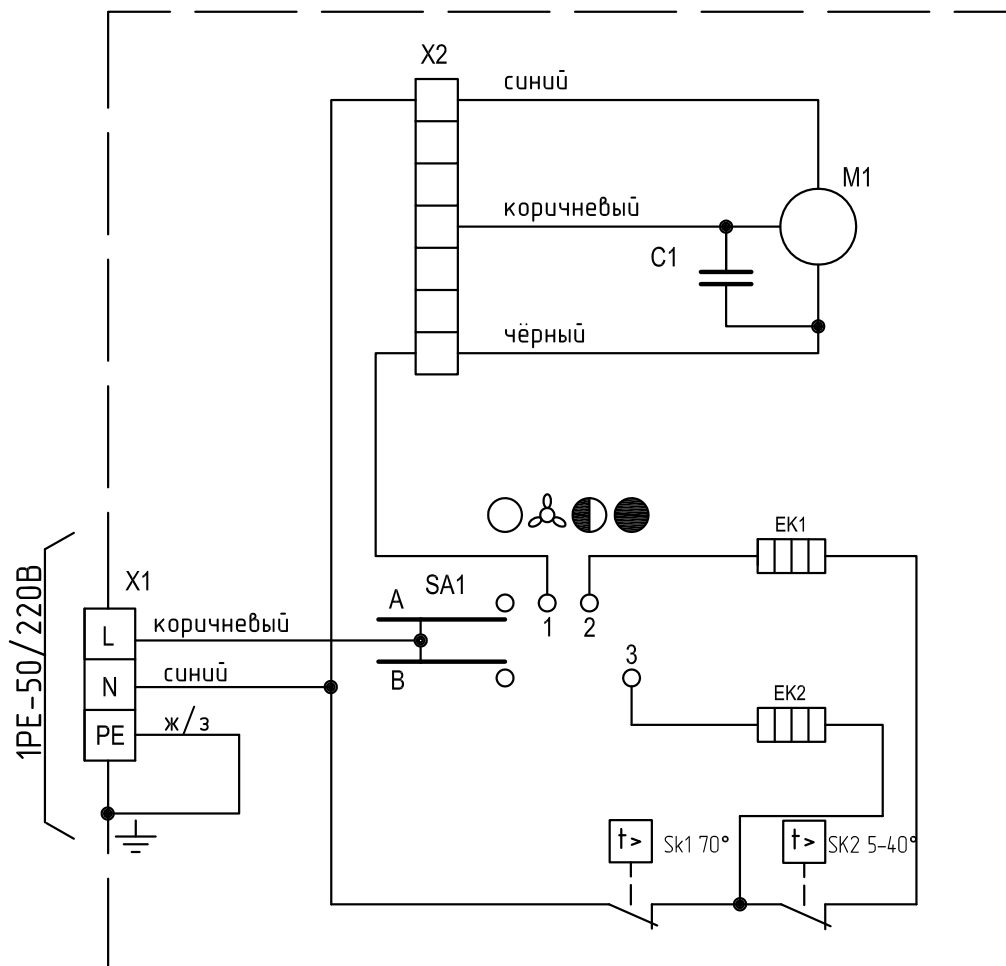 X2
синий
M1
коричневый
C1
чёрный
EK1
X1
A
SA1
1
2
L
коричневый
3
N
синий
B
EK2
PE
ж/з
1PE-50/220В
t>
Sk1 70°
t>
SK2 5-40°